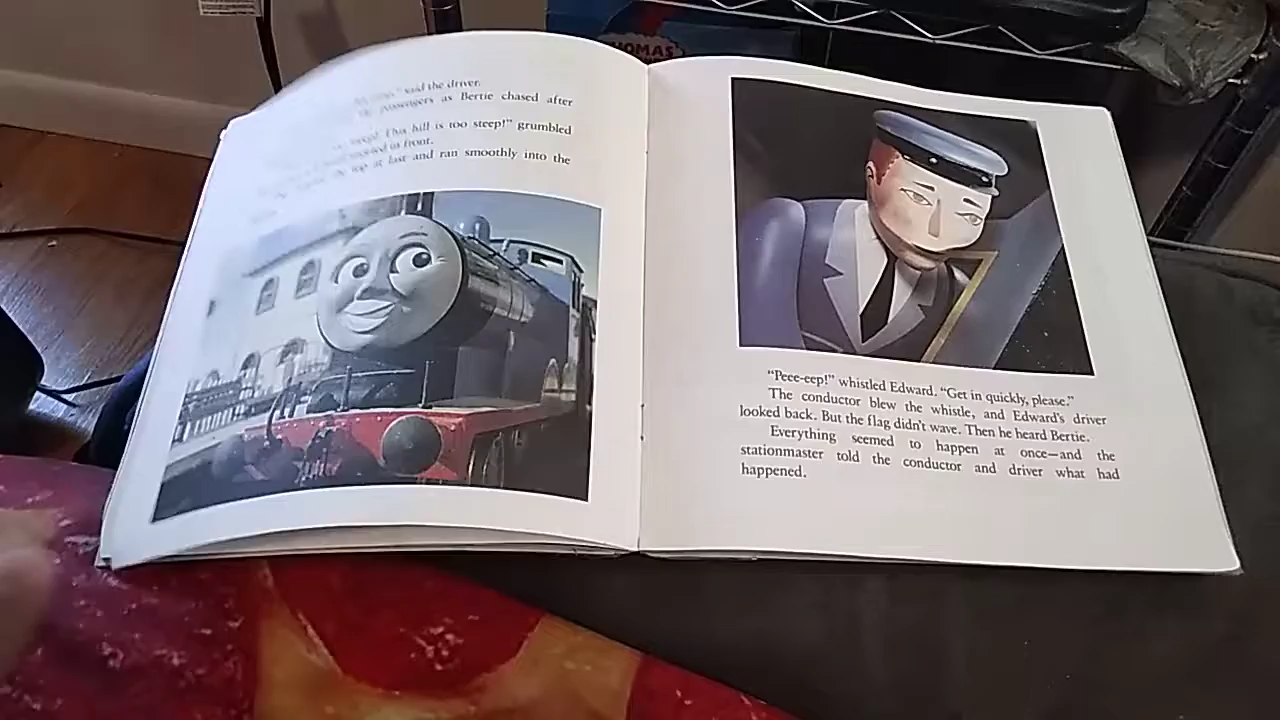 said the driver.
passengers as Bertie chased after
This hill is too steep!" grumbled
in front.
the top at last and ran smoothly into the
THOMAS
"Peee-eep!" whistled Edward. "Get in quickly, please."
The conductor blew the whistle, and Edward's driver
looked back. But the flag didn't wave. Then he heard Bertie.
Everything seemed to happen at once—and the
stationmaster told the conductor and driver what had
happened.